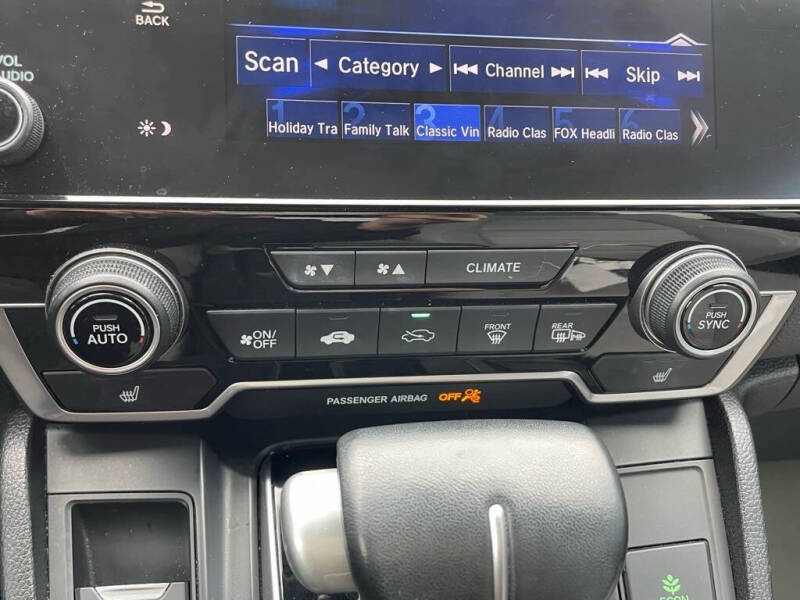 BACK
VOL
AUDIO
Scan
Category
Channel
Skip
1 Holiday Tra
2 Family Talk
3 Classic Vin
4 Radio Clas
5 FOX Headli
6 Radio Clas
CLIMATE
PUSH
AUTO
ON/
OFF
FRONT
REAR
PUSH
SYNC
PASSENGER AIRBAG OFF
ECON